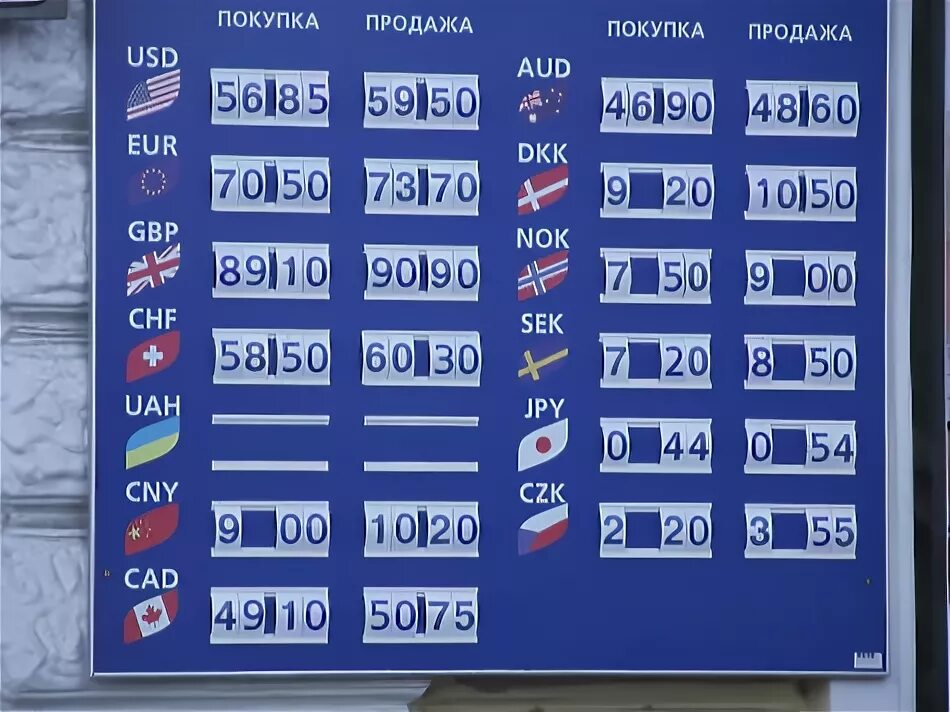 ПОКУПКА ПРОДАЖА
USD 56 85 59 50
EUR 70 50 73 70
GBP 89 10 90 90
CHF 58 50 60 30
UAH
CNY 9 00 10 20
CAD 49 10 50 75
ПОКУПКА ПРОДАЖА
AUD 46 90 48 60
DKK 9 20 10 50
NOK 7 50 9 00
SEK 7 20 8 50
JPY 0 44 0 54
CZK 2 20 3 55